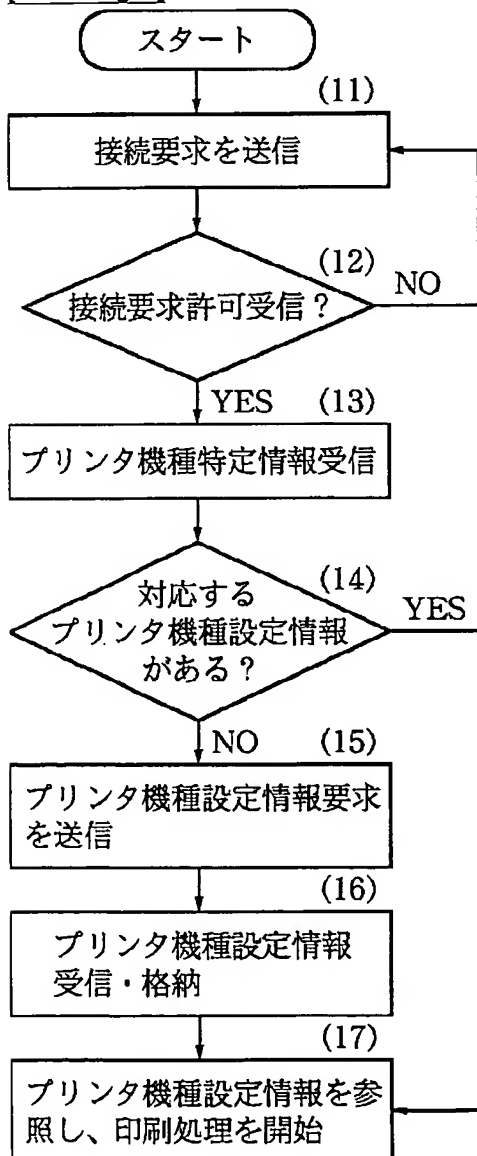 スタート
(11)
接続要求を送信
(12)
接続要求許可受信？
NO
YES
(13)
プリンタ機種特定情報受信
(14)
対応する
プリンタ機種設定情報
がある？
YES
NO
(15)
プリンタ機種設定情報要求
を送信
(16)
プリンタ機種設定情報
受信・格納
(17)
プリンタ機種設定情報を参
照し、印刷処理を開始